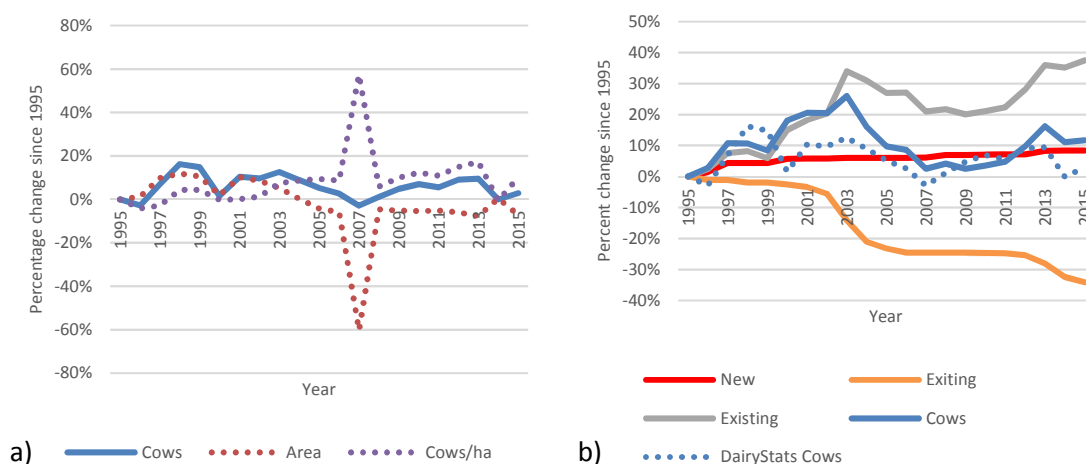 80%
60%
40%
20%
0%
-20%
-40%
-60%
-80%
Percentage change since 1995
1995
1997
1999
2001
2003
2005
2007
2009
2011
2013
2015
Year
a)
Cows
Area
Cows/ha
50%
40%
30%
20%
10%
0%
-10%
-20%
-30%
-40%
Percent change since 1995
1995
1997
1999
2001
2003
2005
2007
2009
2011
2013
2015
Year
b)
New
Exiting
Existing
Cows
DairyStats Cows